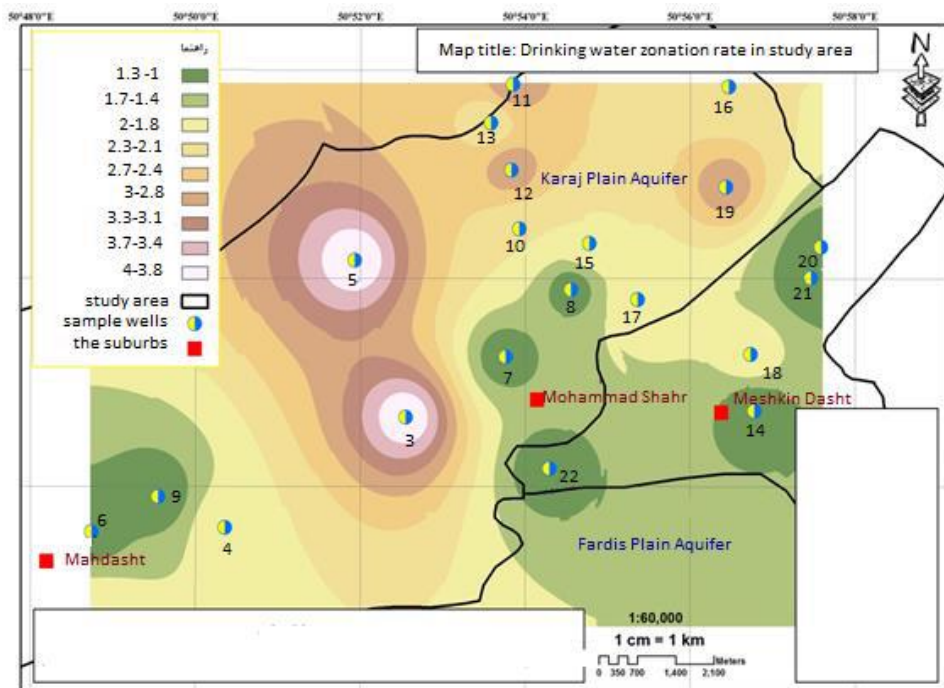 50°48'0"E 50°50'0"E 50°52'0"E 50°54'0"E 50°56'0"E 50°58'0"E
Map title: Drinking water zonation rate in study area
N
راهنما
1.3 -1
1.7-1.4
2-1.8
2.3-2.1
2.7-2.4
3-2.8
3.3-3.1
3.7-3.4
4-3.8
study area
sample wells
the suburbs
11
16
13
12
Karaj Plain Aquifer
19
10
15
20
5
21
8
17
7
18
Mohammad Shahr
Meshkin Dasht
14
3
22
9
6
4
Mahdasht
Fardis Plain Aquifer
1:60,000
1 cm = 1 km
Meters
0 350 700 1,400 2,100